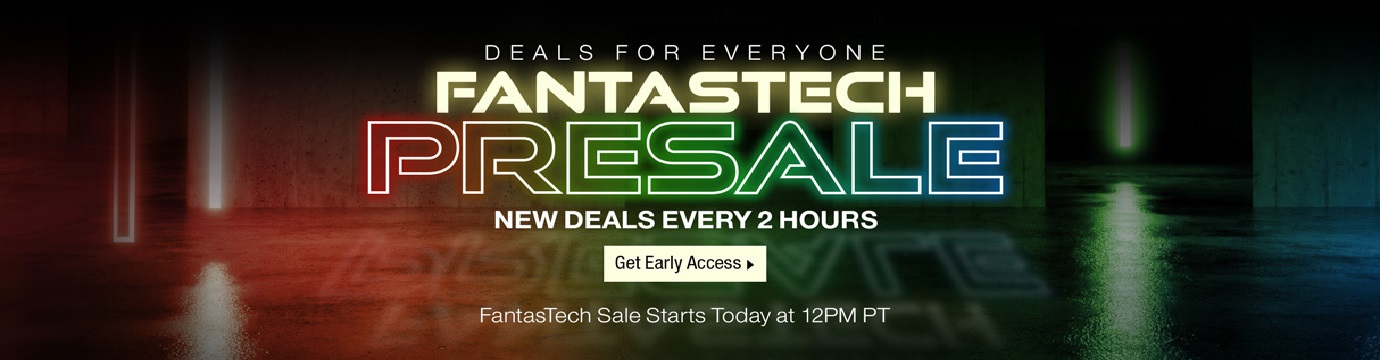 DEALS FOR EVERYONE
FANTASTECH
PRESALE
NEW DEALS EVERY 2 HOURS
Get Early Access
FantasTech Sale Starts Today at 12PM PT